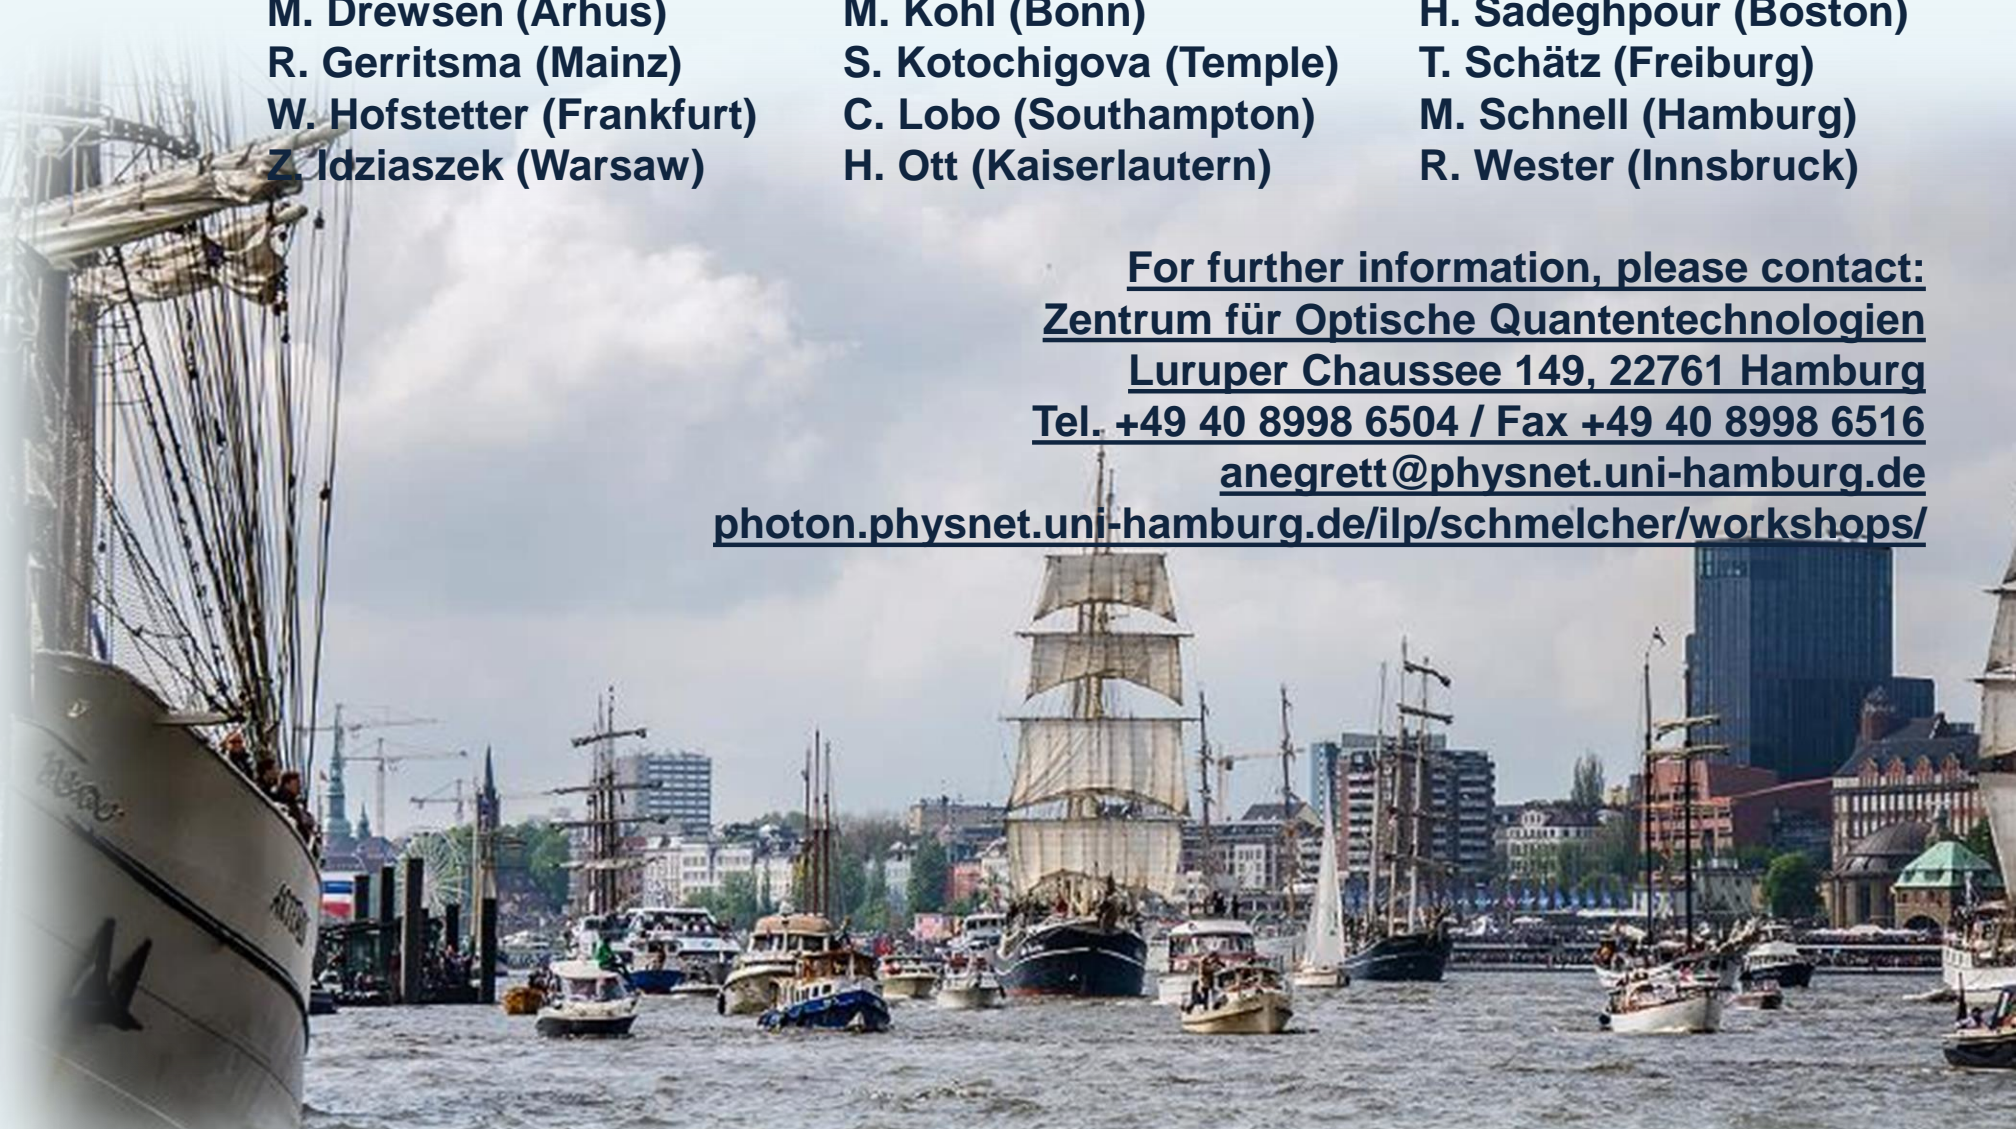 M. Drewsen (Arhus)
R. Gerritsma (Mainz)
W. Hofstetter (Frankfurt)
Z. Idziaszek (Warsaw)
M. Kohl (Bonn)
S. Kotochigova (Temple)
C. Lobo (Southampton)
H. Ott (Kaiserlautern)
H. Sadeghpour (Boston)
T. Schätz (Freiburg)
M. Schnell (Hamburg)
R. Wester (Innsbruck)
For further information, please contact:
Zentrum für Optische Quantentechnologien
Luruper Chaussee 149, 22761 Hamburg
Tel. +49 40 8998 6504 / Fax +49 40 8998 6516
anegrett@physnet.uni-hamburg.de
photon.physnet.uni-hamburg.de/ilp/schmelcher/workshops/